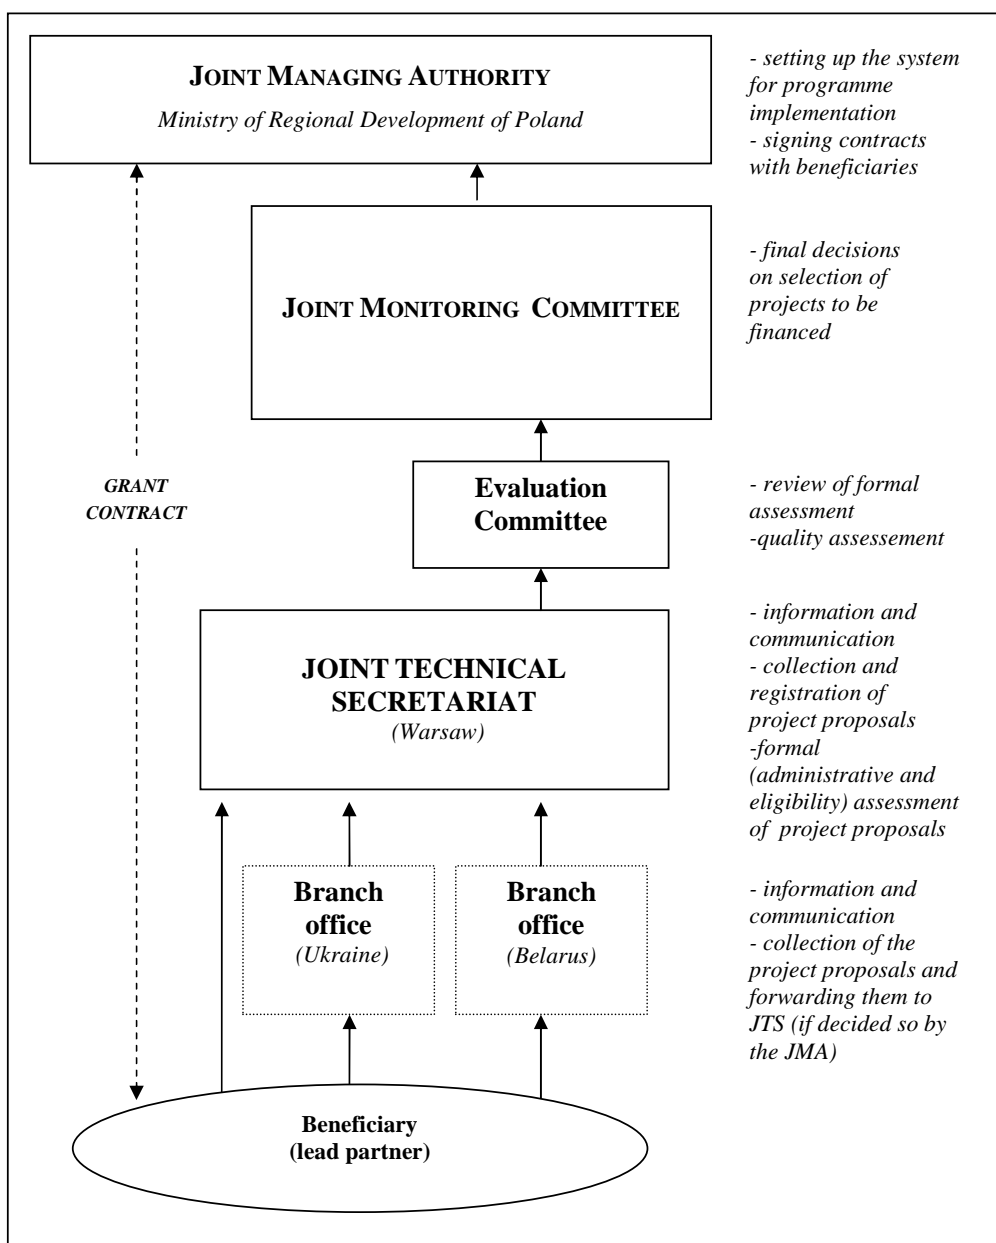 JOINT MANAGING AUTHORITY
Ministry of Regional Development of Poland
- setting up the system
for programme
implementation
- signing contracts
with beneficiaries
JOINT MONITORING COMMITTEE
- final decisions
on selection of
projects to be
financed
GRANT
CONTRACT
Evaluation
Committee
- review of formal
assessment
-quality assessement
JOINT TECHNICAL
SECRETARIAT
(Warsaw)
- information and
communication
- collection and
registration of
project proposals
-formal
(administrative and
eligibility) assessment
of project proposals
Branch
office
(Ukraine)
Branch
office
(Belarus)
- information and
communication
- collection of the
project proposals and
forwarding them to
JTS (if decided so by
the JMA)
Beneficiary
(lead partner)